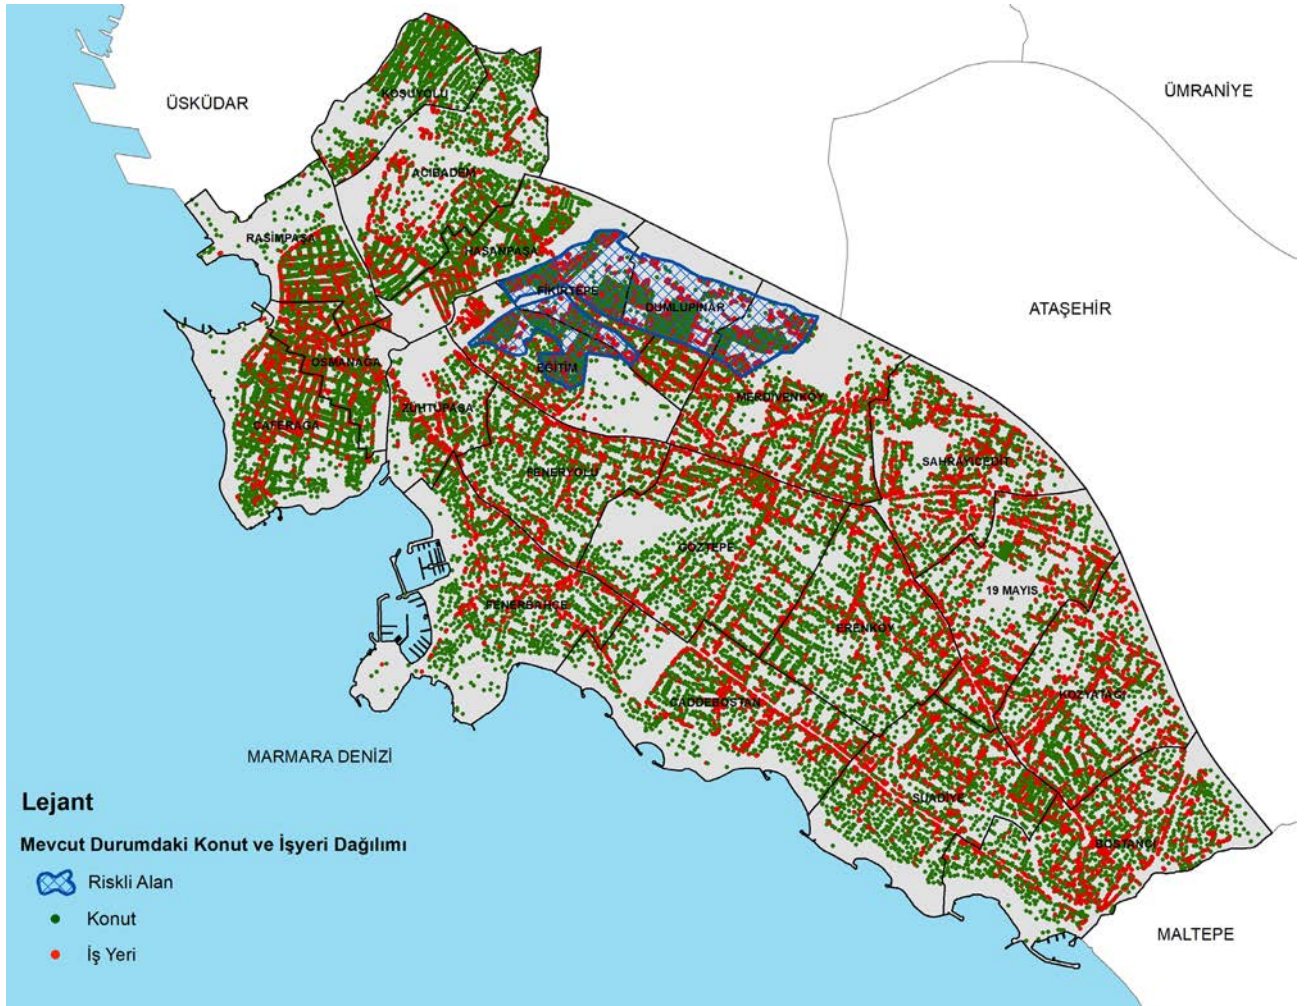 ÜSKÜDAR
ÜMRANİYE
KOŞUYOLU
ACIBADEM
RASİMPAŞA
HASANPAŞA
FİKİRTEPE
DUMLUPINAR
ATAŞEHİR
OSMANAĞA
EĞİTİM
ZÜHTÜPAŞA
MERDİVENKÖY
CAFERAĞA
SAHRAYICEDİT
FENERYOLU
GÖZTEPE
19 MAYIS
FENERBAHÇE
ERENKÖY
KOZYATAĞI
CADDEBOSTAN
MARMARA DENİZİ
SUADİYE
BOSTANCI
MALTEPE
Lejant
Mevcut Durumdaki Konut ve İşyeri Dağılımı
Riskli Alan
Konut
İş Yeri